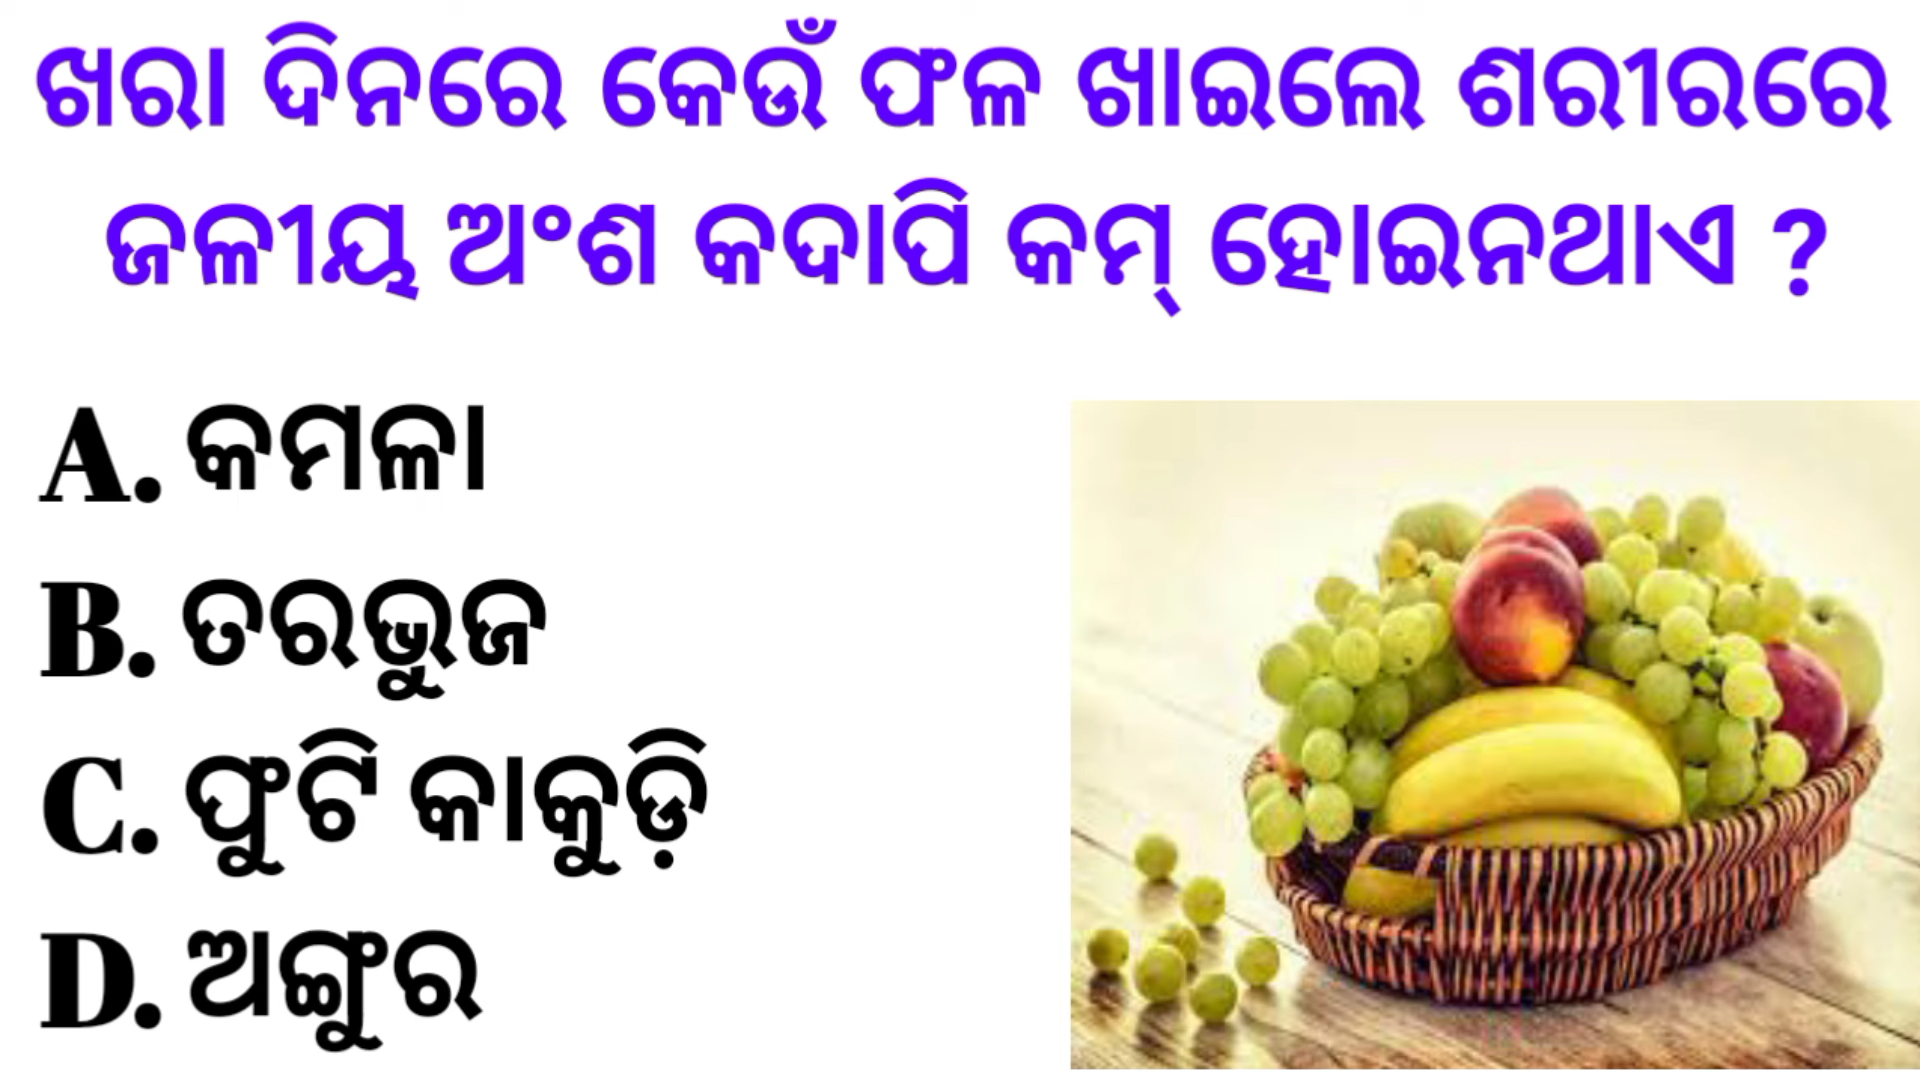 ଖରା ଦିନରେ କେଉଁ ଫଳ ଖାଇଲେ ଶରୀରରେ
ଜଳୀୟ ଅଂଶ କଦାପି କମ୍ ହୋଇନଥାଏ ?
A. କମଳା
B. ତରଭୁଜ
C. ଫୁଟି କାକୁଡ଼ି
D. ଅଙ୍ଗୁର